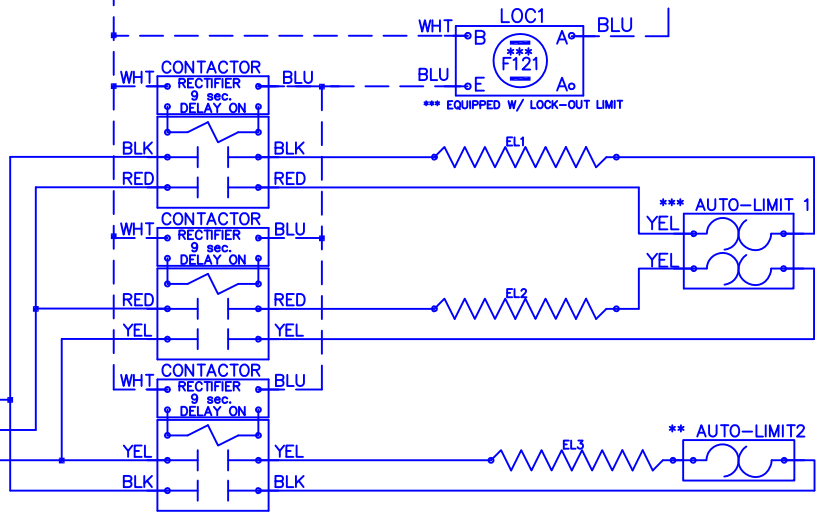 LOC1
WHT B A BLU
***
F121
BLU E A
*** EQUIPPED W/ LOCK-OUT LIMIT
CONTACTOR
WHT RECTIFIER BLU
9 sec.
DELAY ON
BLK BLK EL1
RED RED
*** AUTO-LIMIT 1
YEL
YEL
CONTACTOR
WHT RECTIFIER BLU
9 sec.
DELAY ON
RED RED EL2
YEL YEL
CONTACTOR
WHT RECTIFIER BLU
9 sec.
DELAY ON
** AUTO-LIMIT2
YEL YEL EL3
BLK BLK